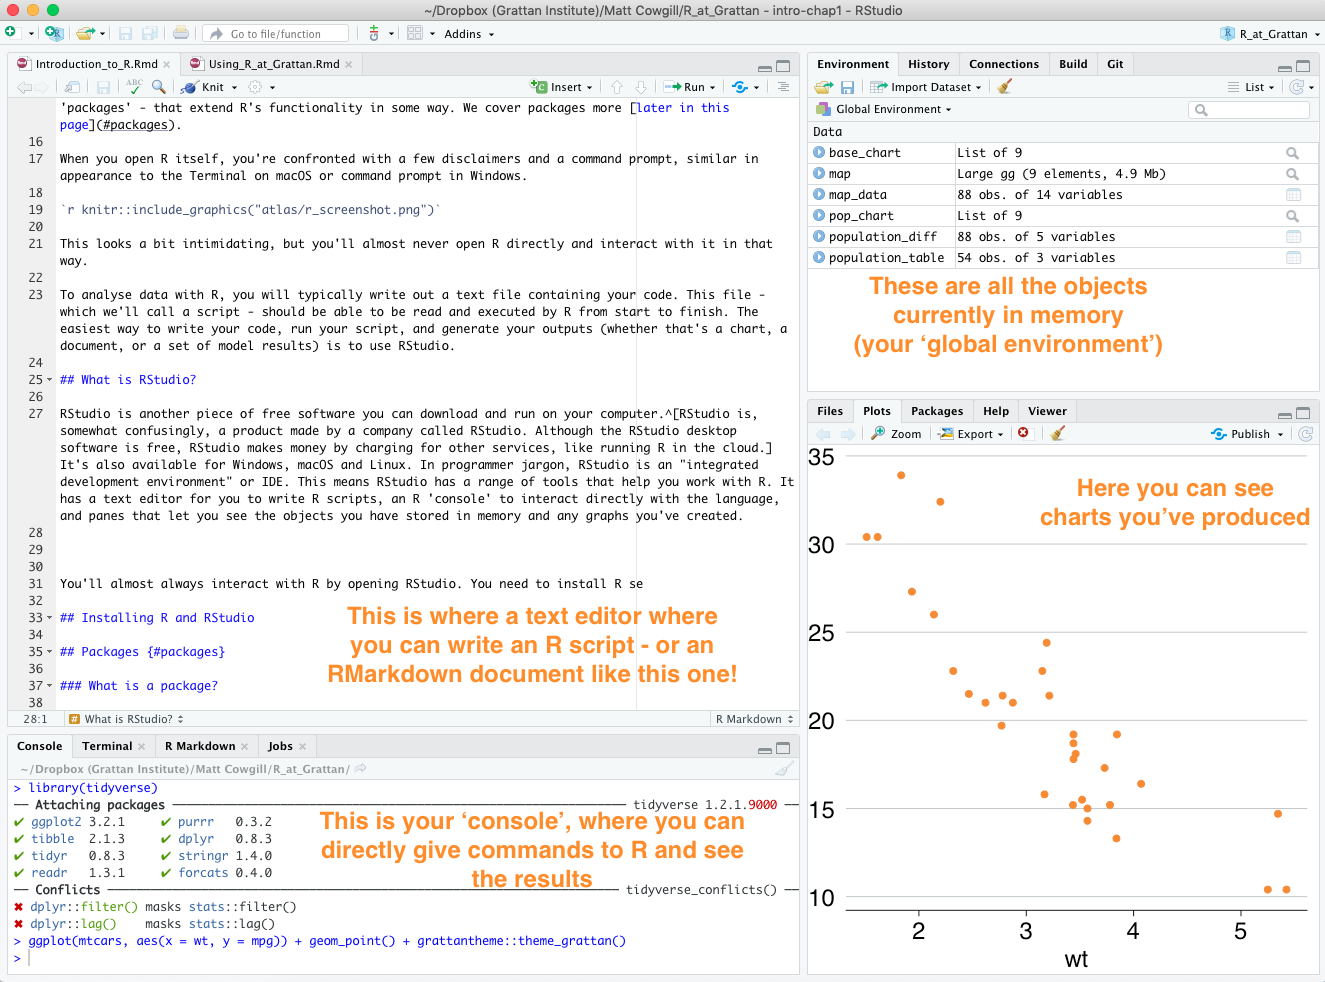 ~/Dropbox (Grattan Institute)/Matt Cowgill/R_at_Grattan - intro-chap1 - RStudio
Go to file/function
Addins
R_at_Grattan
Introduction_to_R.Rmd
Using_R_at_Grattan.Rmd
ABC
Knit
Insert
Run
'packages' - that extend R's functionality in some way. We cover packages more [later in this
page](#packages).
16
17 When you open R itself, you're confronted with a few disclaimers and a command prompt, similar in
appearance to the Terminal on macOS or command prompt in Windows.
18
19 `r knitr::include_graphics("atlas/r_screenshot.png")`
20
21 This looks a bit intimidating, but you'll almost never open R directly and interact with it in that
way.
22
23 To analyse data with R, you will typically write out a text file containing your code. This file -
which we'll call a script - should be able to be read and executed by R from start to finish. The
easiest way to write your code, run your script, and generate your outputs (whether that's a chart, a
document, or a set of model results) is to use RStudio.
24
25 ## What is RStudio?
26
27 RStudio is another piece of free software you can download and run on your computer.^[RStudio is,
somewhat confusingly, a product made by a company called RStudio. Although the RStudio desktop
software is free, RStudio makes money by charging for other services, like running R in the cloud.]
It's also available for Windows, macOS and Linux. In programmer jargon, RStudio is an "integrated
development environment" or IDE. This means RStudio has a range of tools that help you work with R. It
has a text editor for you to write R scripts, an R 'console' to interact directly with the language,
and panes that let you see the objects you have stored in memory and any graphs you've created.
28
29
30
31 You'll almost always interact with R by opening RStudio. You need to install R se
32
33 ## Installing R and RStudio
34
35 ## Packages {#packages}
36
37 ### What is a package?
38
This is where a text editor where
you can write an R script - or an
RMarkdown document like this one!
28:1 # What is RStudio? R Markdown
Console Terminal R Markdown Jobs
~/Dropbox (Grattan Institute)/Matt Cowgill/R_at_Grattan/
> library(tidyverse)
── Attaching packages ── tidyverse 1.2.1.9000 ──
✔ ggplot2 3.2.1 ✔ purrr 0.3.2
✔ tibble 2.1.3 ✔ dplyr 0.8.3
✔ tidyr 0.8.3 ✔ stringr 1.4.0
✔ readr 1.3.1 ✔ forcats 0.4.0
── Conflicts ── tidyverse_conflicts() ──
✖ dplyr::filter() masks stats::filter()
✖ dplyr::lag() masks stats::lag()
> ggplot(mtcars, aes(x = wt, y = mpg)) + geom_point() + grattantheme::theme_grattan()
>
This is your ‘console’, where you can
directly give commands to R and see
the results
Environment History Connections Build Git
Import Dataset List
Global Environment
Data
base_chart List of 9
map Large gg (9 elements, 4.9 Mb)
map_data 88 obs. of 14 variables
pop_chart List of 9
population_diff 88 obs. of 5 variables
population_table 54 obs. of 3 variables
These are all the objects
currently in memory
(your ‘global environment’)
Files Plots Packages Help Viewer
Zoom Export Publish
Here you can see
charts you’ve produced
35
30
25
20
15
10
2 3 4 5
wt